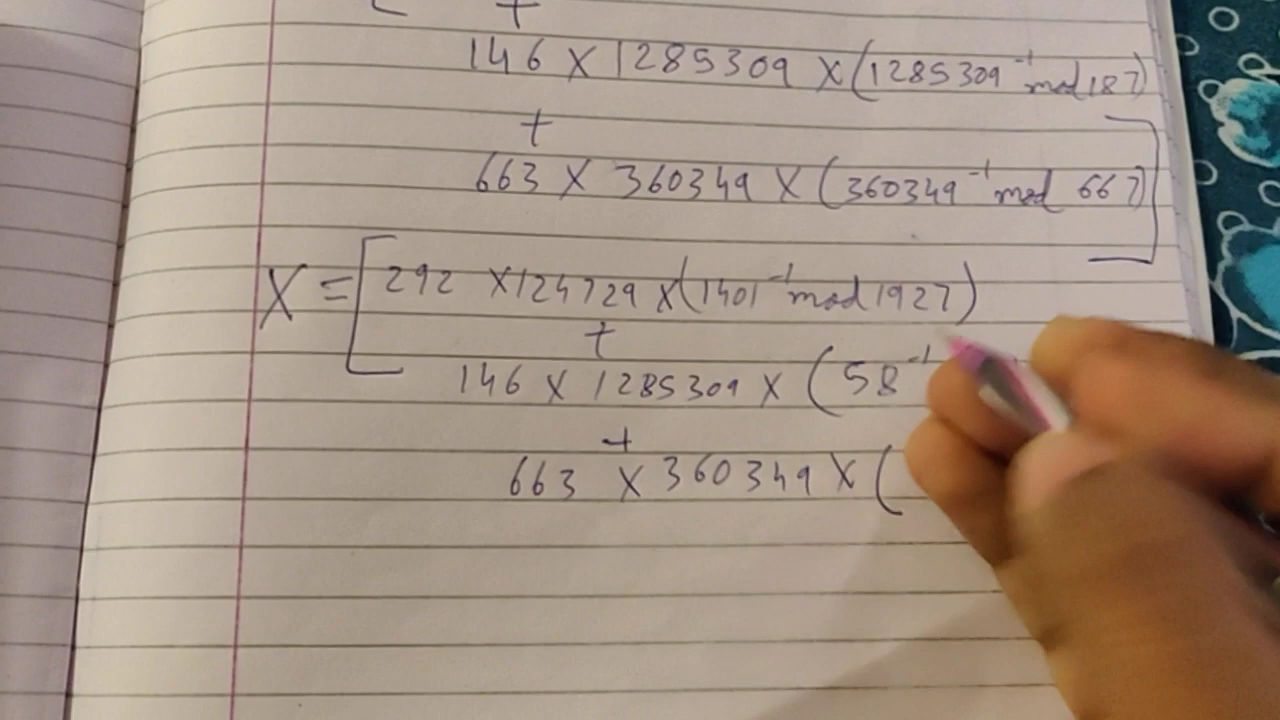 +
146 X 1285309 X (1285309⁻¹ mod 187)
+
663 X 360349 X (360349⁻¹ mod 667)]
X = [292 X 124729 X (1401⁻¹ mod 1927)
+
146 X 1285309 X (58⁻¹
+
663 X 360349 X (